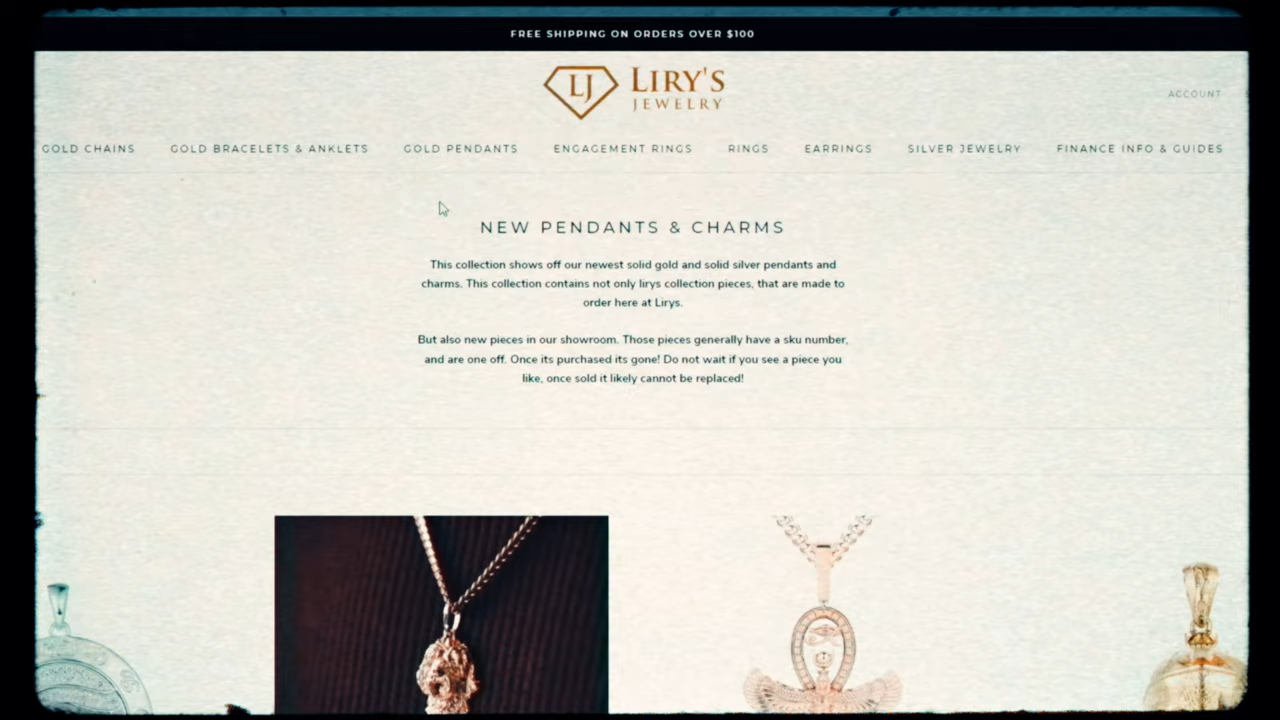 FREE SHIPPING ON ORDERS OVER $100
LJ LIRY'S
JEWELRY
ACCOUNT
GOLD CHAINS GOLD BRACELETS & ANKLETS GOLD PENDANTS ENGAGEMENT RINGS RINGS EARRINGS SILVER JEWELRY FINANCE INFO & GUIDES
NEW PENDANTS & CHARMS
This collection shows off our newest solid gold and solid silver pendants and
charms. This collection contains not only lirys collection pieces, that are made to
order here at Lirys.
But also new pieces in our showroom. Those pieces generally have a sku number,
and are one off. Once its purchased its gone! Do not wait if you see a piece you
like, once sold it likely cannot be replaced!